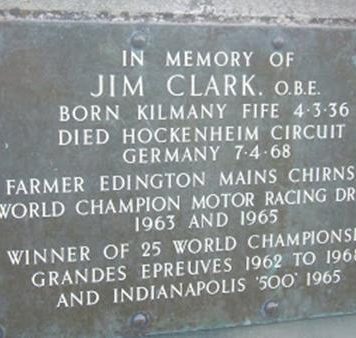 IN MEMORY OF
JIM CLARK. O.B.E.
BORN KILMANY FIFE 4·3·36
DIED HOCKENHEIM CIRCUIT
GERMANY 7·4·68
FARMER EDINGTON MAINS CHIRNS
WORLD CHAMPION MOTOR RACING DR
1963 AND 1965
WINNER OF 25 WORLD CHAMPIONS
GRANDES EPREUVES 1962 TO 1968
AND INDIANAPOLIS '500' 1965